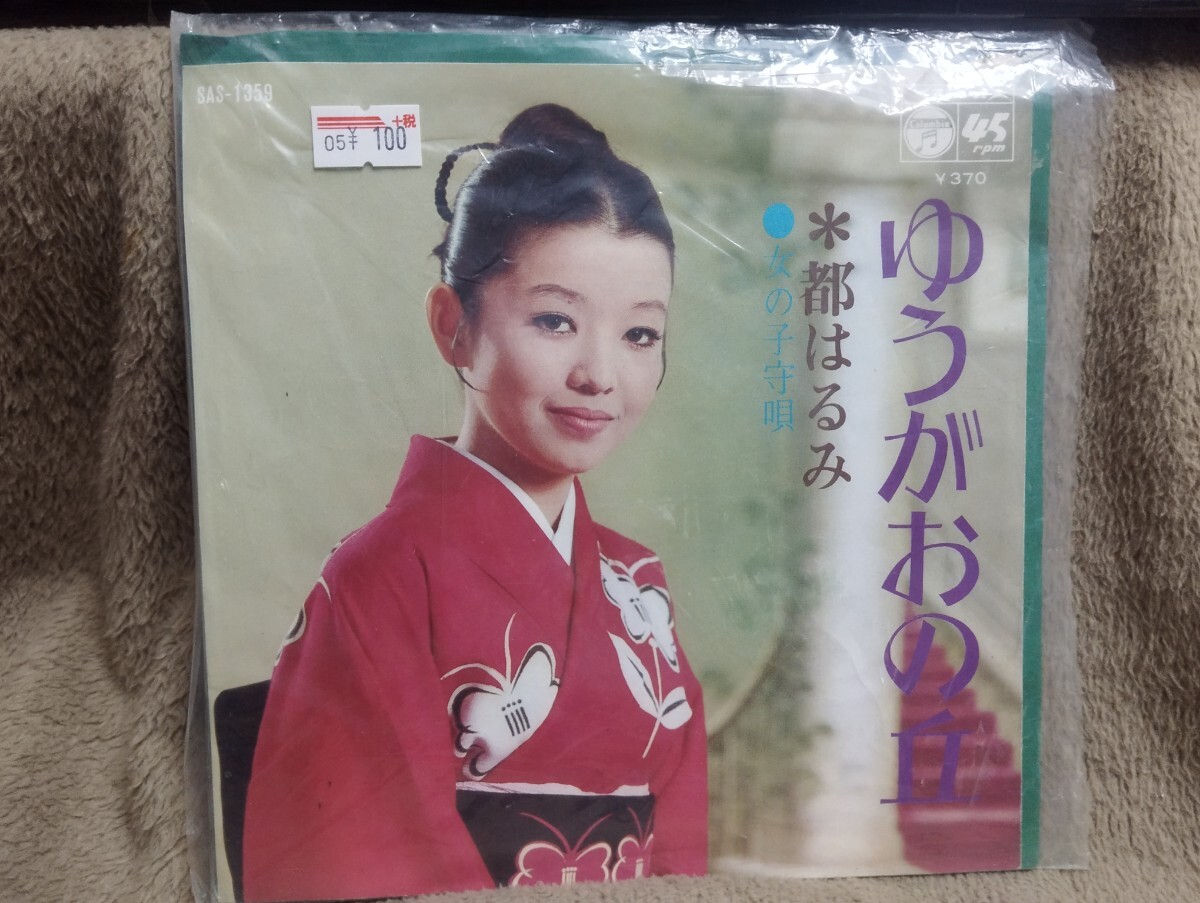 SAS-1359
+税
05¥ 100
Columbia
45
rpm
¥370
ゆうがおの丘
*都はるみ
●女の子守唄